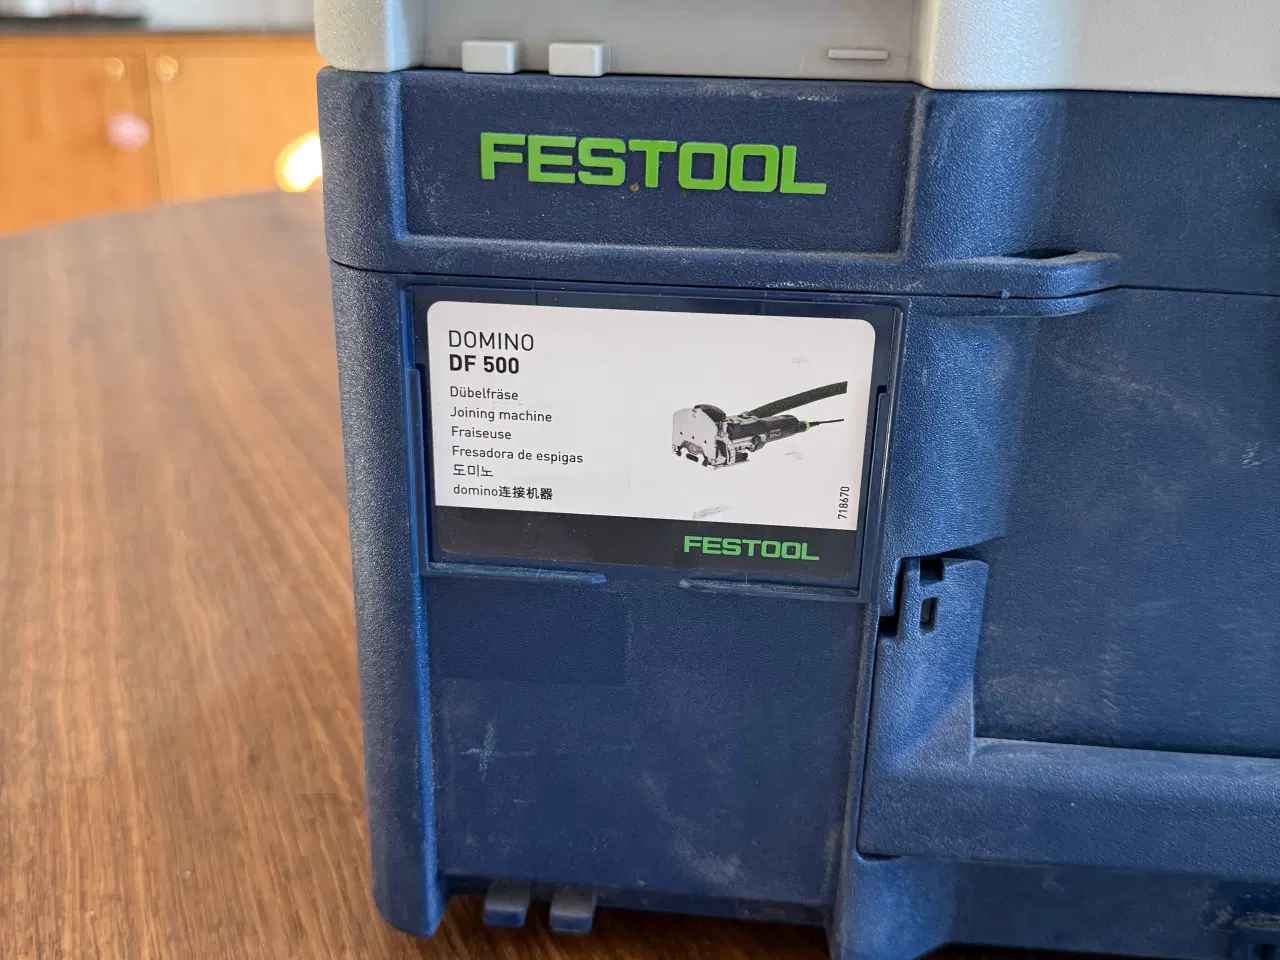 FESTOOL
DOMINO
DF 500
Dübelfräse
Joining machine
Fraiseuse
Fresadora de espigas
도미노
domino连接机器
718670
FESTOOL